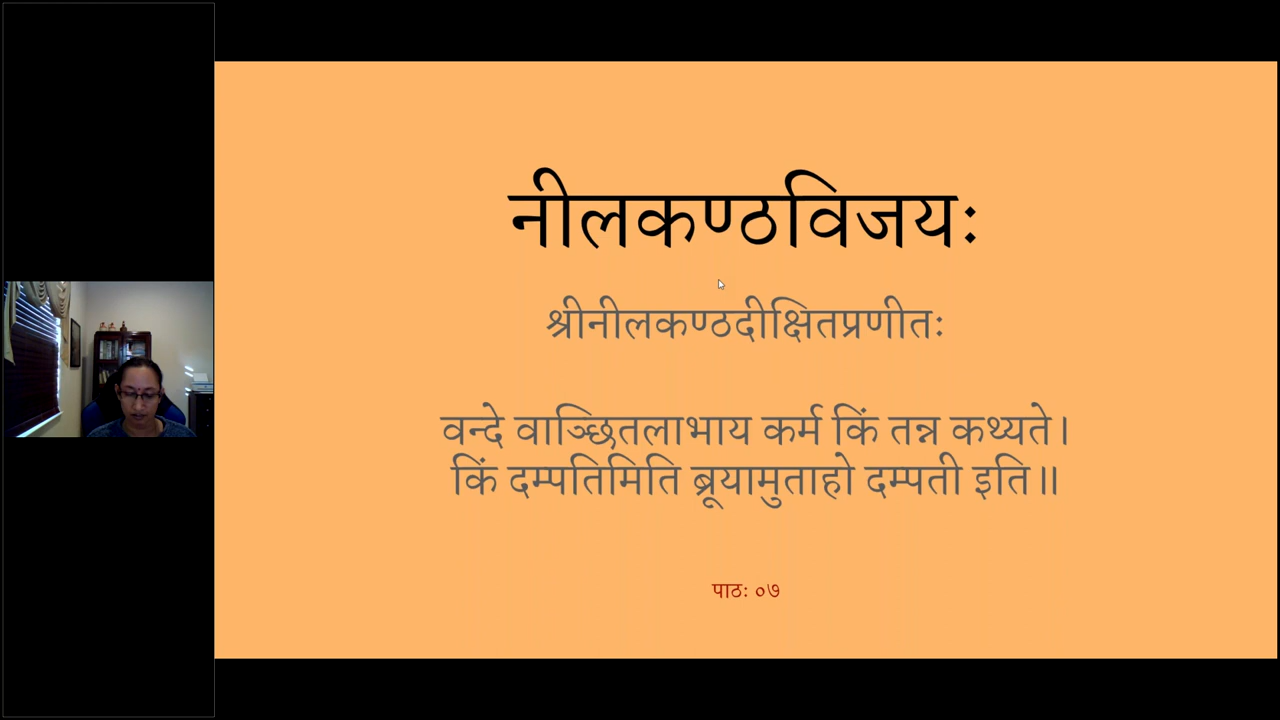 नीलकण्ठविजयः
श्रीनीलकण्ठदीक्षितप्रणीतः
वन्दे वाञ्छितलाभाय कर्म किं तन्न कथ्यते।
किं दम्पतिमिति ब्रूयामुताहो दम्पती इति॥
पाठः ०७